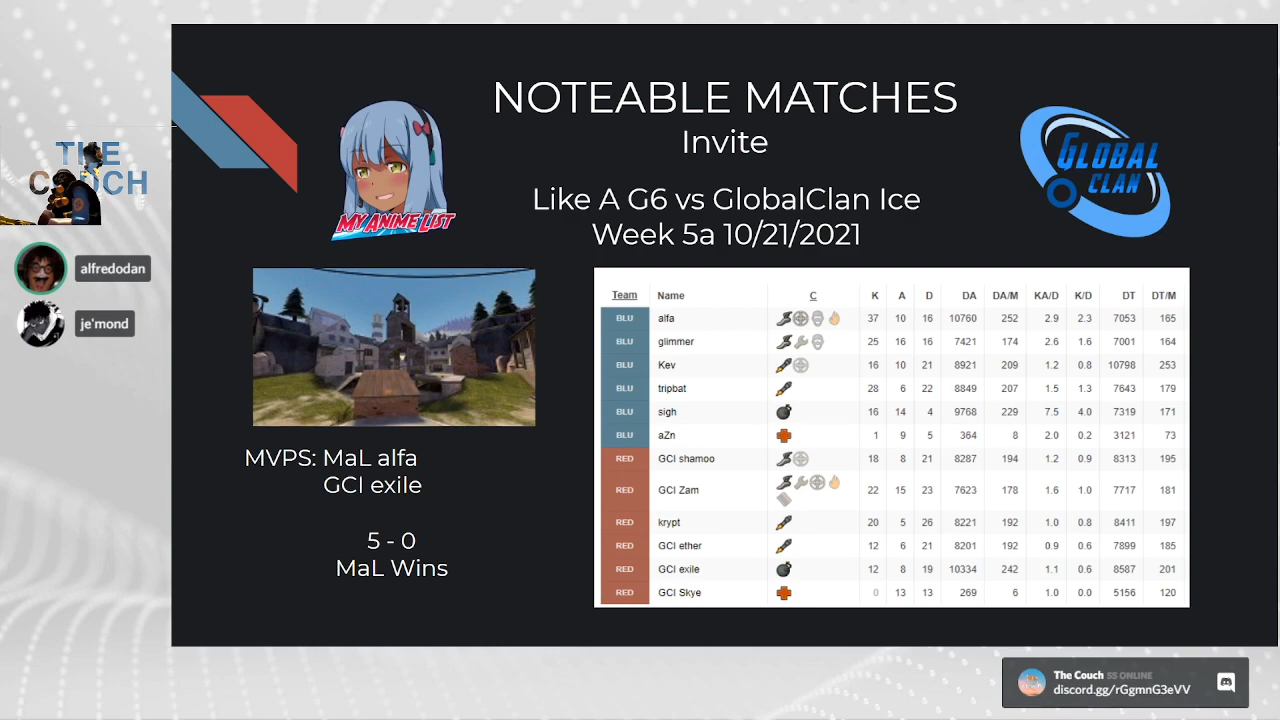 NOTEABLE MATCHES
Invite
Like A G6 vs GlobalClan Ice
Week 5a 10/21/2021
MY ANIME LIST
GLOBAL
CLAN
THE
COUCH
alfredodan
je'mond
MVPS: MaL alfa
GCI exile
5 - 0
MaL Wins
Team Name C K A D DA DA/M KA/D K/D DT DT/M
BLU alfa 37 10 16 10760 252 2.9 2.3 7053 165
BLU glimmer 25 16 16 7421 174 2.6 1.6 7001 164
BLU Kev 16 10 21 8921 209 1.2 0.8 10798 253
BLU tripbat 28 6 22 8849 207 1.5 1.3 7643 179
BLU sigh 16 14 4 9768 229 7.5 4.0 7319 171
BLU aZn 1 9 5 364 8 2.0 0.2 3121 73
RED GCI shamoo 18 8 21 8287 194 1.2 0.9 8313 195
RED GCI Zam 22 15 23 7623 178 1.6 1.0 7717 181
RED krypt 20 5 26 8221 192 1.0 0.8 8411 197
RED GCI ether 12 6 21 8201 192 0.9 0.6 7899 185
RED GCI exile 12 8 19 10334 242 1.1 0.6 8587 201
RED GCI Skye 0 13 13 269 6 1.0 0.0 5156 120
The Couch 55 ONLINE
discord.gg/rGgmnG3eVV